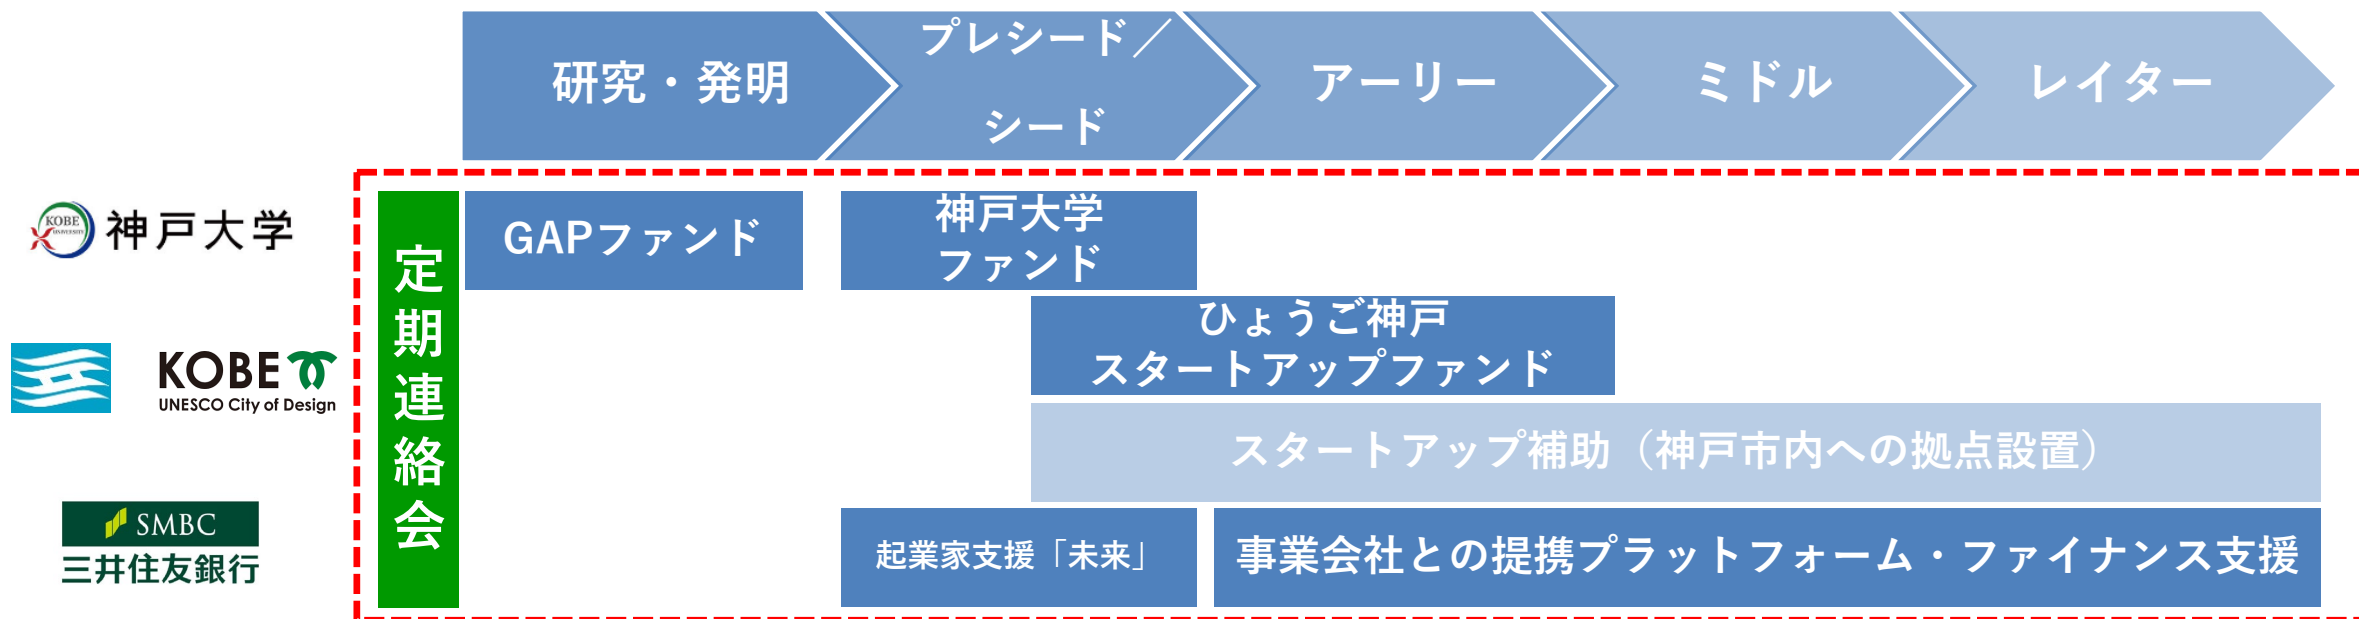 研究・発明
プレシード／
シード
アーリー
ミドル
レイター
KOBE
UNIVERSITY
神戸大学
定期連絡会
GAPファンド
神戸大学
ファンド
ひょうご神戸
スタートアップファンド
KOBE
UNESCO City of Design
スタートアップ補助（神戸市内への拠点設置）
SMBC
三井住友銀行
起業家支援「未来」
事業会社との提携プラットフォーム・ファイナンス支援